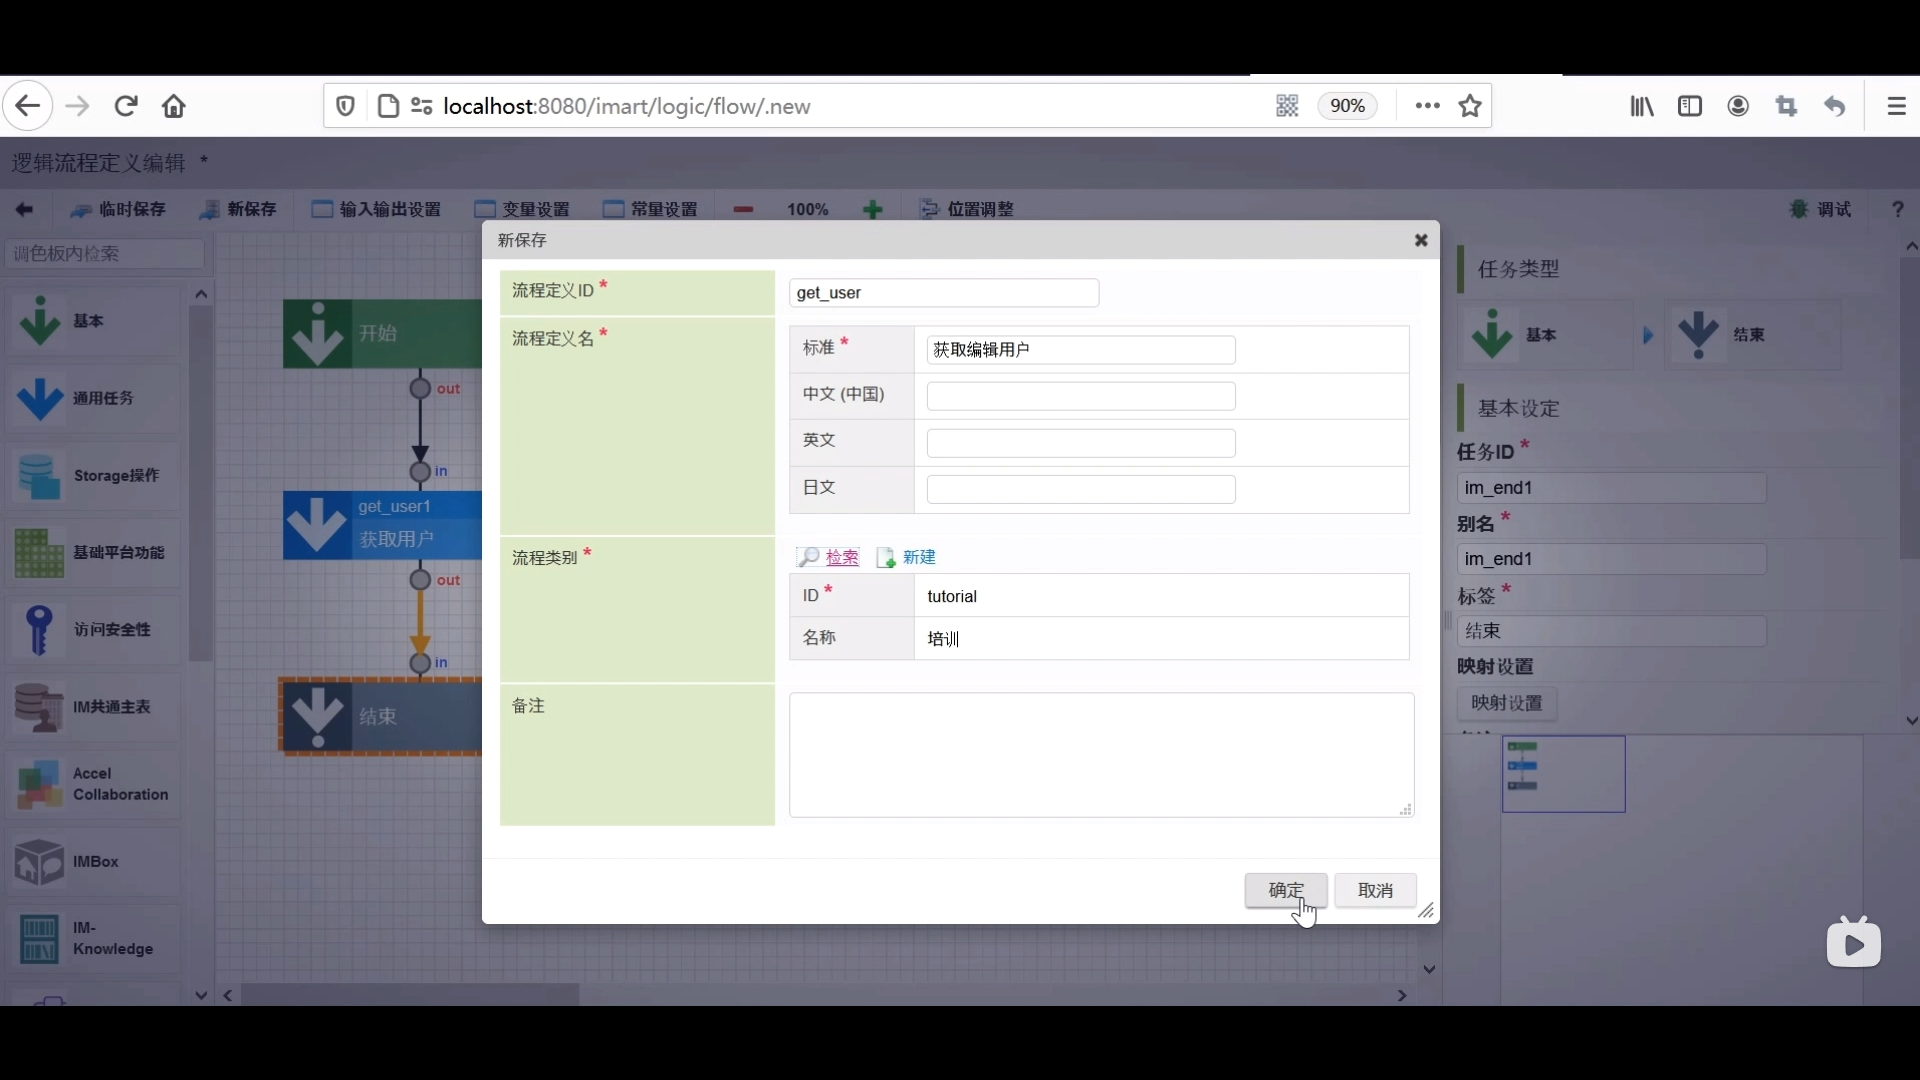 localhost:8080/imart/logic/flow/.new
90%
逻辑流程定义编辑 *
临时保存
新保存
输入输出设置
变量设置
常量设置
100%
位置调整
调试
?
调色板内检索
基本
通用任务
Storage操作
基础平台功能
访问安全性
IM共通主表
Accel
Collaboration
IMBox
IM-
Knowledge
开始
out
in
get_user1
获取用户
out
in
结束
新保存
流程定义ID *
get_user
流程定义名 *
标准 *
获取编辑用户
中文 (中国)
英文
日文
流程类别 *
检索
新建
ID *
tutorial
名称
培训
备注
确定
取消
任务类型
基本
结束
基本设定
任务ID *
im_end1
别名 *
im_end1
标签 *
结束
映射设置
映射设置